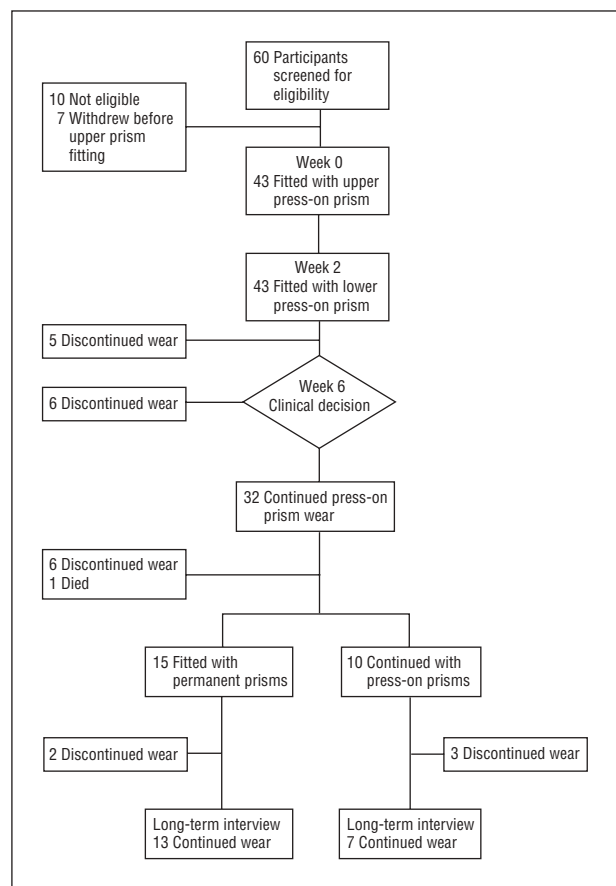 60 Participants
screened for
eligibility
10 Not eligible
7 Withdrew before
upper prism
fitting
Week 0
43 Fitted with upper
press-on prism
Week 2
43 Fitted with lower
press-on prism
5 Discontinued wear
Week 6
Clinical decision
6 Discontinued wear
32 Continued press-on
prism wear
6 Discontinued wear
1 Died
15 Fitted with
permanent prisms
10 Continued with
press-on prisms
2 Discontinued wear
3 Discontinued wear
Long-term interview
13 Continued wear
Long-term interview
7 Continued wear